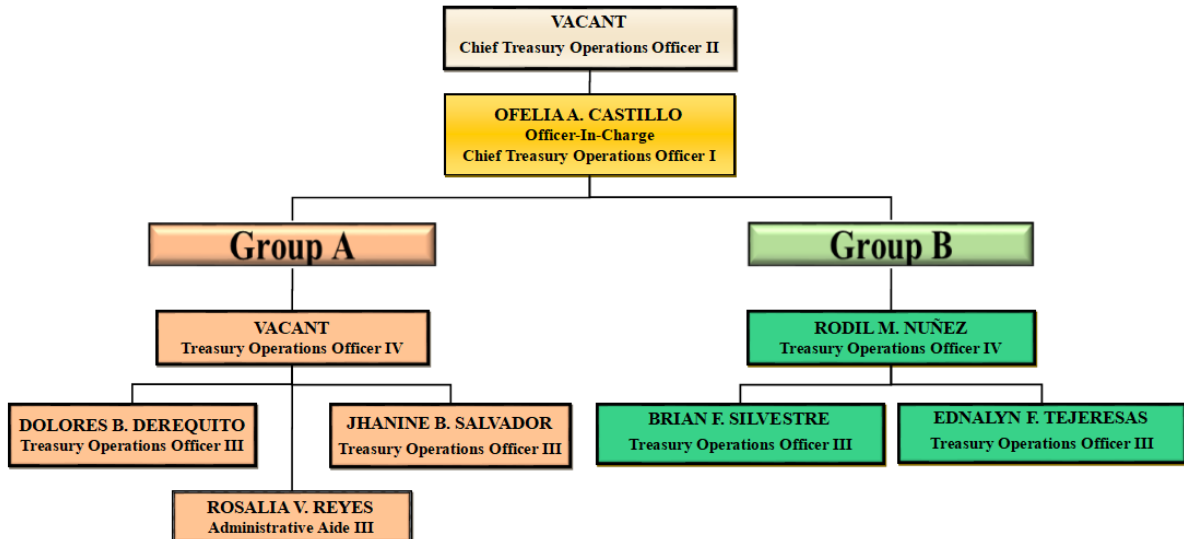 VACANT
Chief Treasury Operations Officer II
OFELIA A. CASTILLO
Officer-In-Charge
Chief Treasury Operations Officer I
Group A
Group B
VACANT
Treasury Operations Officer IV
RODIL M. NUÑEZ
Treasury Operations Officer IV
DOLORES B. DEREQUITO
Treasury Operations Officer III
JHANINE B. SALVADOR
Treasury Operations Officer III
BRIAN F. SILVESTRE
Treasury Operations Officer III
EDNALYN F. TEJERESAS
Treasury Operations Officer III
ROSALIA V. REYES
Administrative Aide III